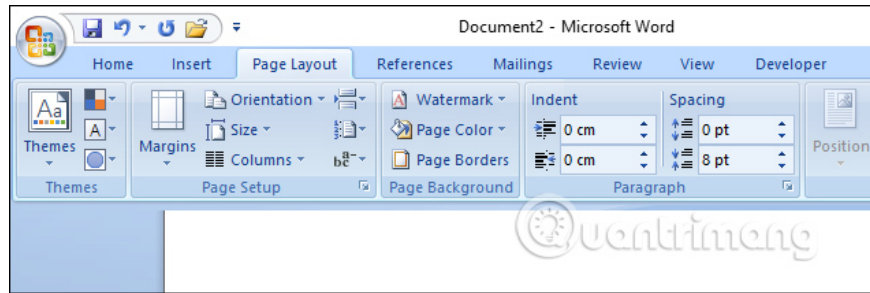 Document2 - Microsoft Word
Home Insert Page Layout References Mailings Review View Developer
Aa Orientation Watermark Indent Spacing
A Size Page Color 0 cm 0 pt
Themes Margins Position
Columns Page Borders 0 cm 8 pt
Themes Page Setup Page Background Paragraph
Quantrimang